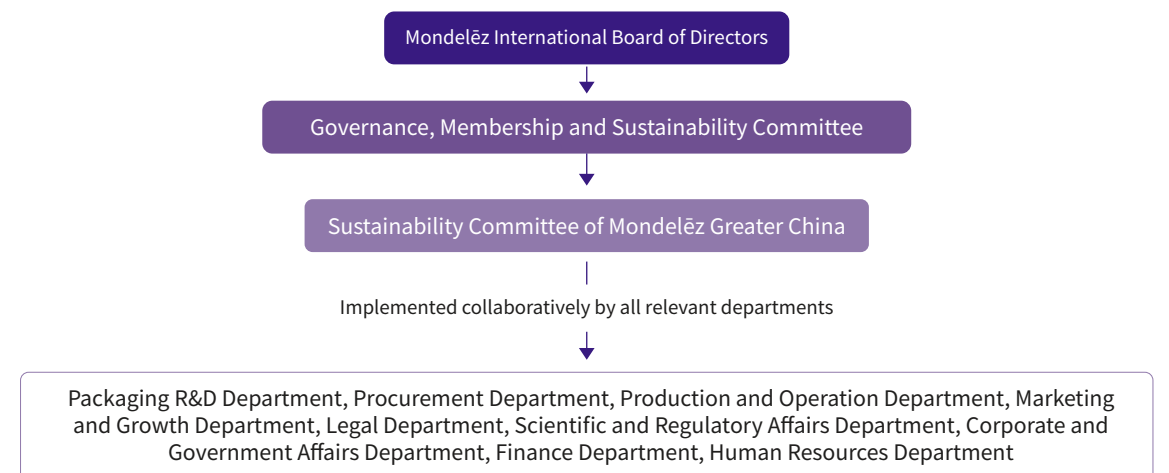 Mondelēz International Board of Directors
Governance, Membership and Sustainability Committee
Sustainability Committee of Mondelēz Greater China
Implemented collaboratively by all relevant departments
Packaging R&D Department, Procurement Department, Production and Operation Department, Marketing
and Growth Department, Legal Department, Scientific and Regulatory Affairs Department, Corporate and
Government Affairs Department, Finance Department, Human Resources Department